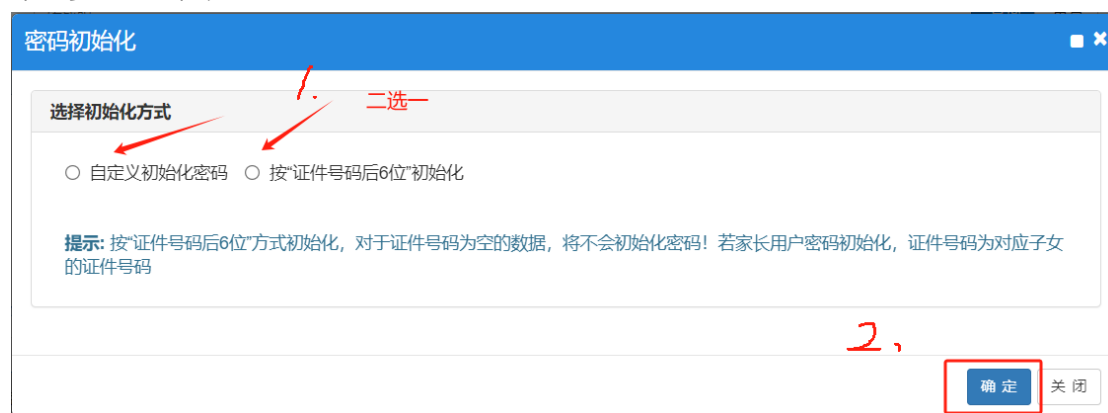 密码初始化
1.
二选一
选择初始化方式
自定义初始化密码 按“证件号码后6位”初始化
提示: 按“证件号码后6位”方式初始化，对于证件号码为空的数据，将不会初始化密码！若家长用户密码初始化，证件号码为对应子女
的证件号码
2、
确定 关闭